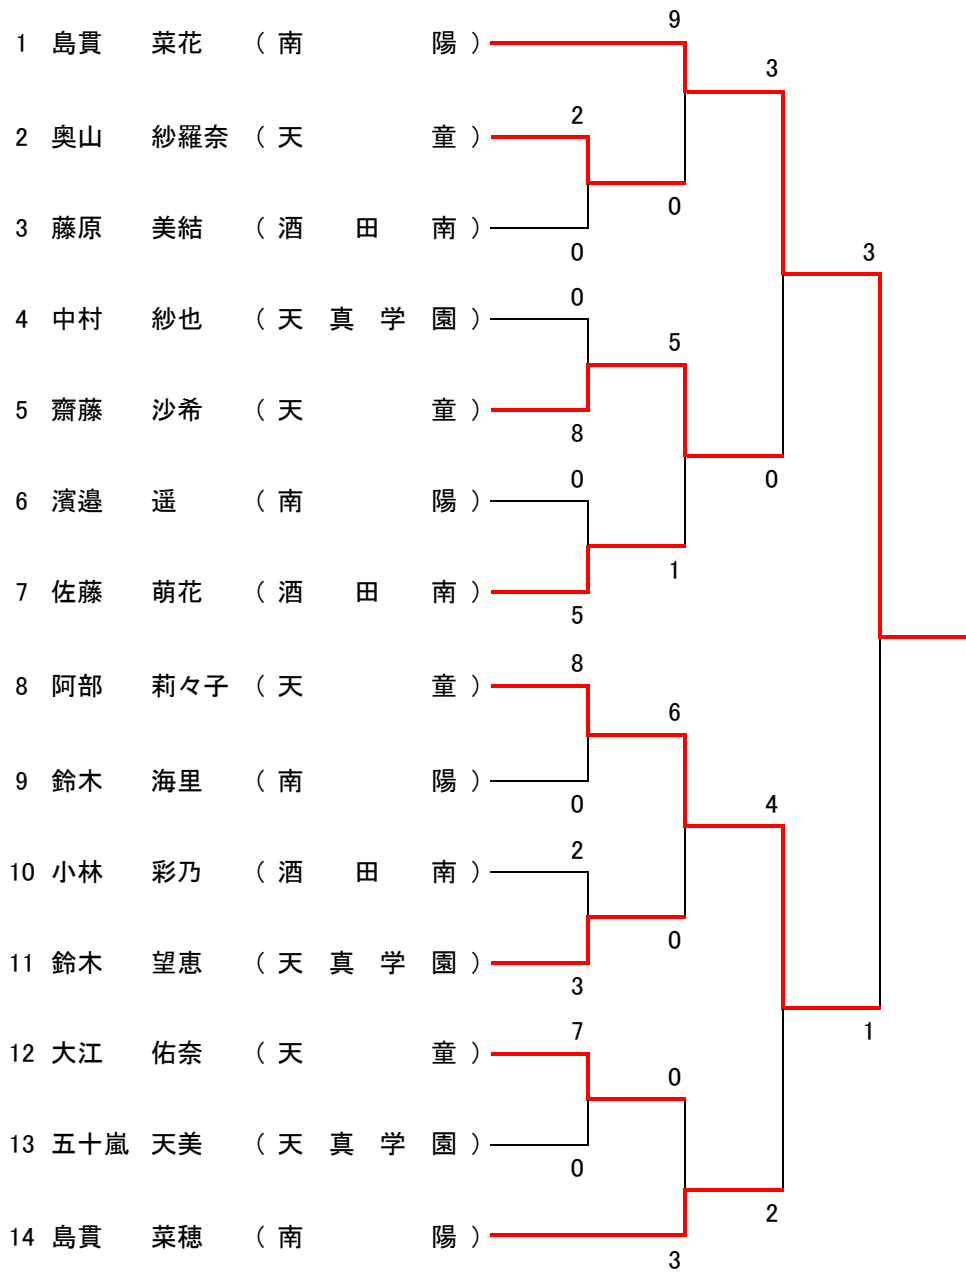 9
1 島貫 菜花 （ 南 陽 ）
3
2
2 奥山 紗羅奈 （ 天 童 ）
0
3 藤原 美結 （ 酒 田 南 ）
0
3
0
4 中村 紗也 （ 天 真 学 園 ）
5
5 齋藤 沙希 （ 天 童 ）
8
0
0
6 濱邉 遥 （ 南 陽 ）
1
7 佐藤 萌花 （ 酒 田 南 ）
5
8
8 阿部 莉々子 （ 天 童 ）
6
9 鈴木 海里 （ 南 陽 ）
0
4
2
10 小林 彩乃 （ 酒 田 南 ）
0
11 鈴木 望恵 （ 天 真 学 園 ）
3
7
1
12 大江 佑奈 （ 天 童 ）
0
13 五十嵐 天美 （ 天 真 学 園 ）
0
2
14 島貫 菜穂 （ 南 陽 ）
3